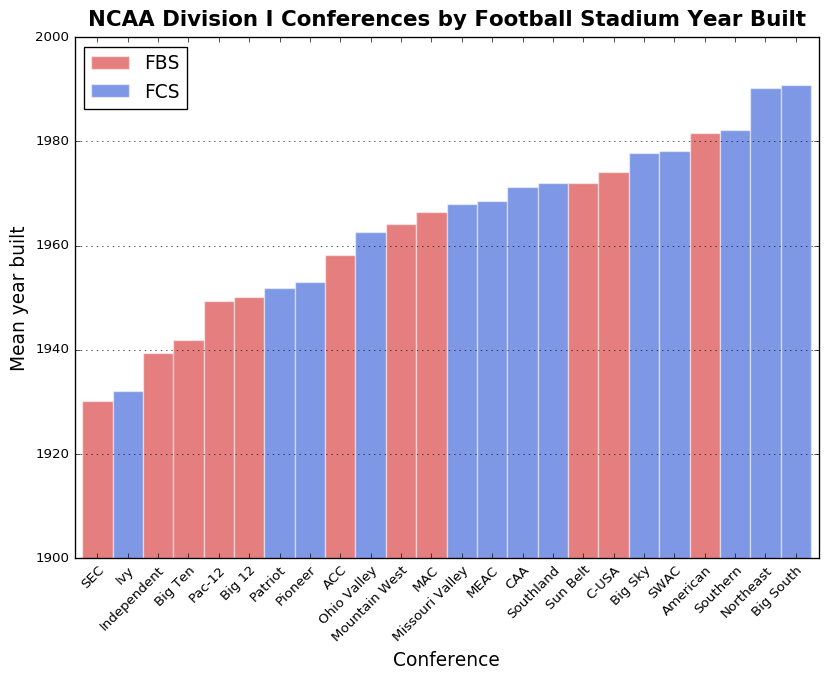 NCAA Division I Conferences by Football Stadium Year Built
FBS
FCS
Mean year built
2000
1980
1960
1940
1920
1900
SEC
Ivy
Independent
Big Ten
Pac-12
Big 12
Patriot
Pioneer
ACC
Ohio Valley
Mountain West
MAC
Missouri Valley
MEAC
CAA
Southland
Sun Belt
C-USA
Big Sky
SWAC
American
Southern
Northeast
Big South
Conference